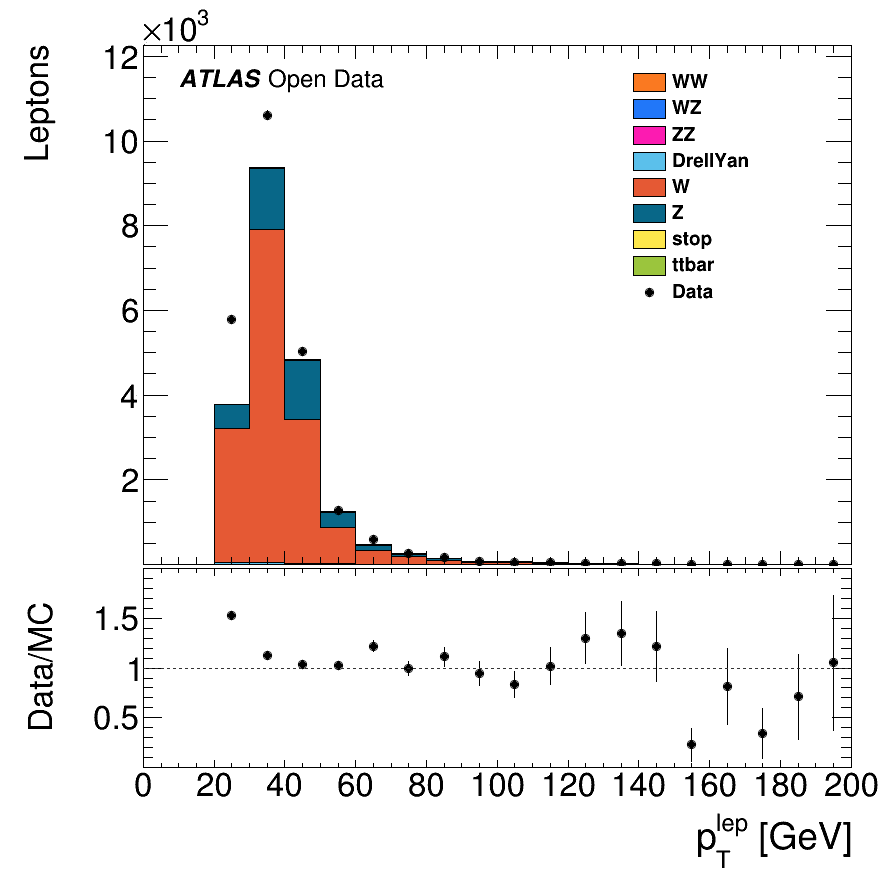 ×10³
Leptons
12
10
8
6
4
2
ATLAS Open Data
WW
WZ
ZZ
DrellYan
W
Z
stop
ttbar
Data
Data/MC
1.5
1
0.5
0 20 40 60 80 100 120 140 160 180 200
p_T^lep [GeV]